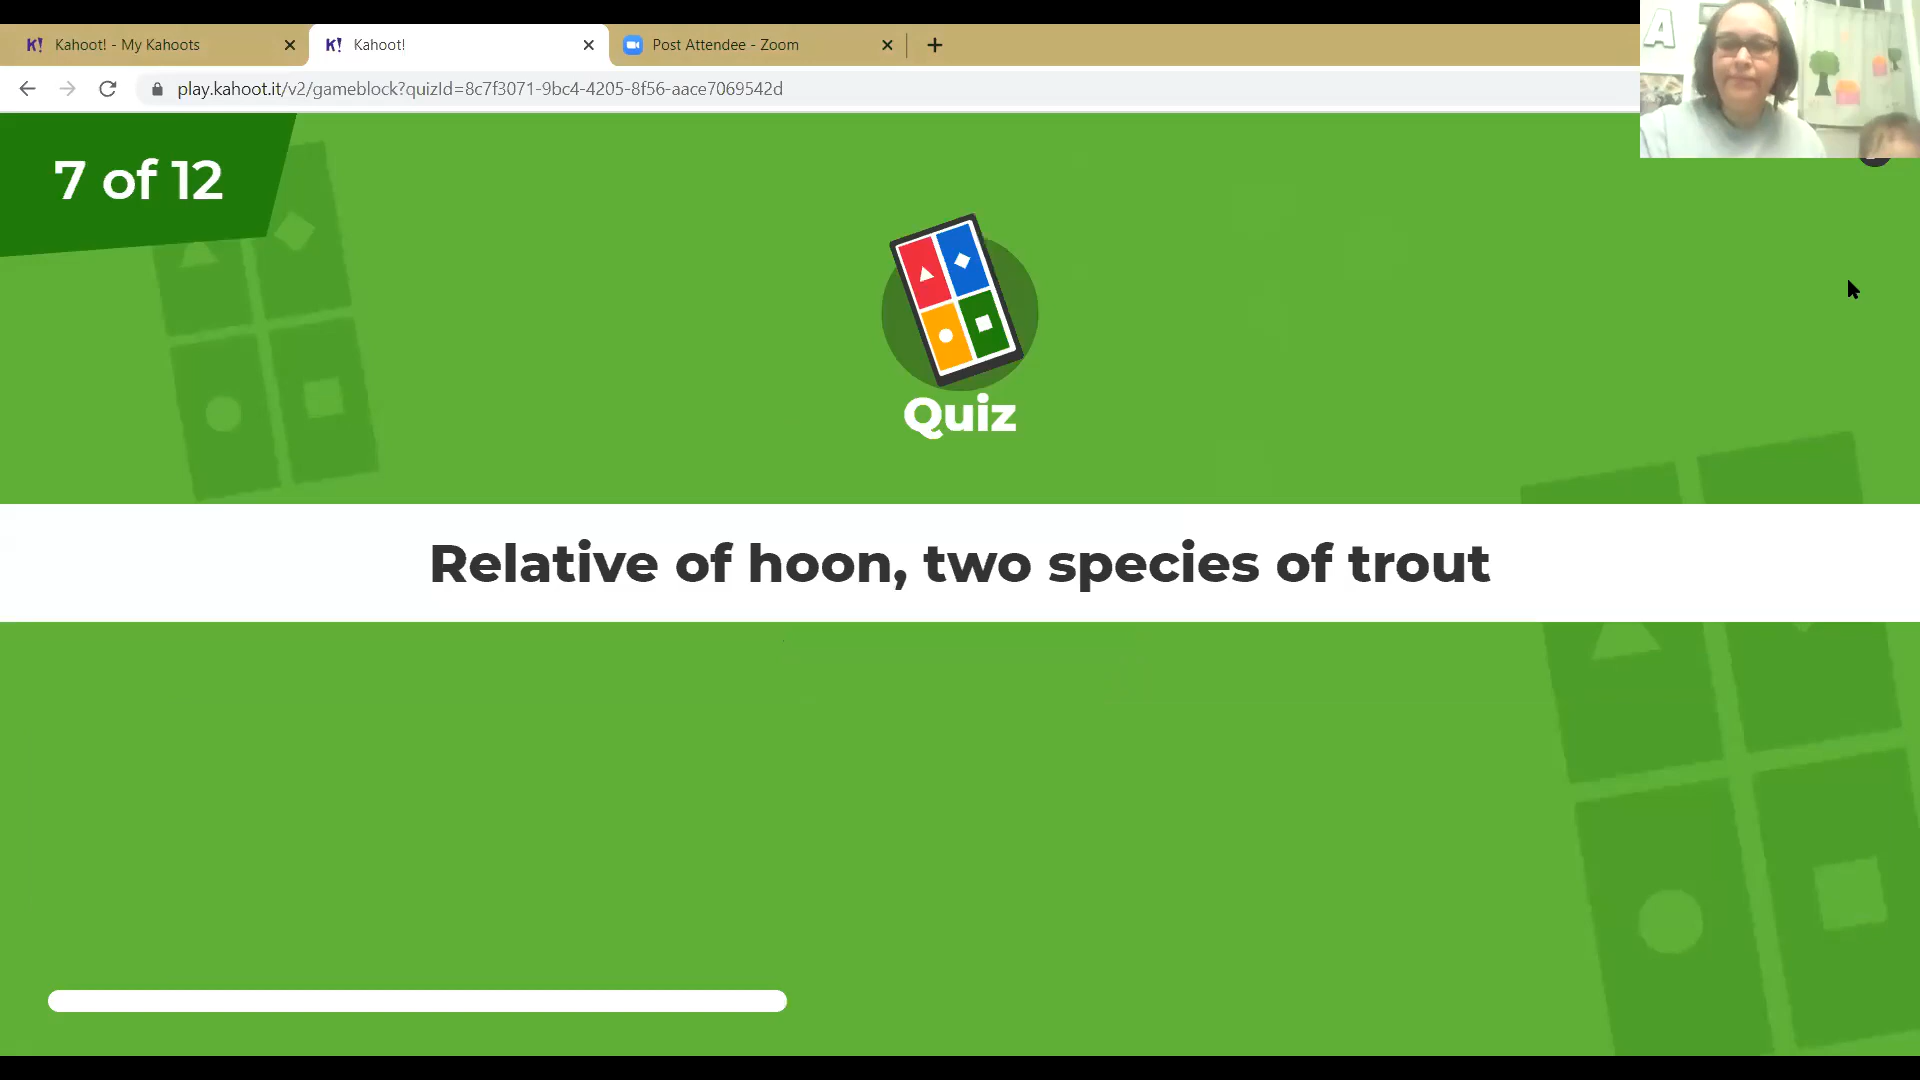 Kahoot! - My Kahoots
Kahoot!
Post Attendee - Zoom
play.kahoot.it/v2/gameblock?quizId=8c7f3071-9bc4-4205-8f56-aace7069542d
7 of 12
Quiz
Relative of hoon, two species of trout
A